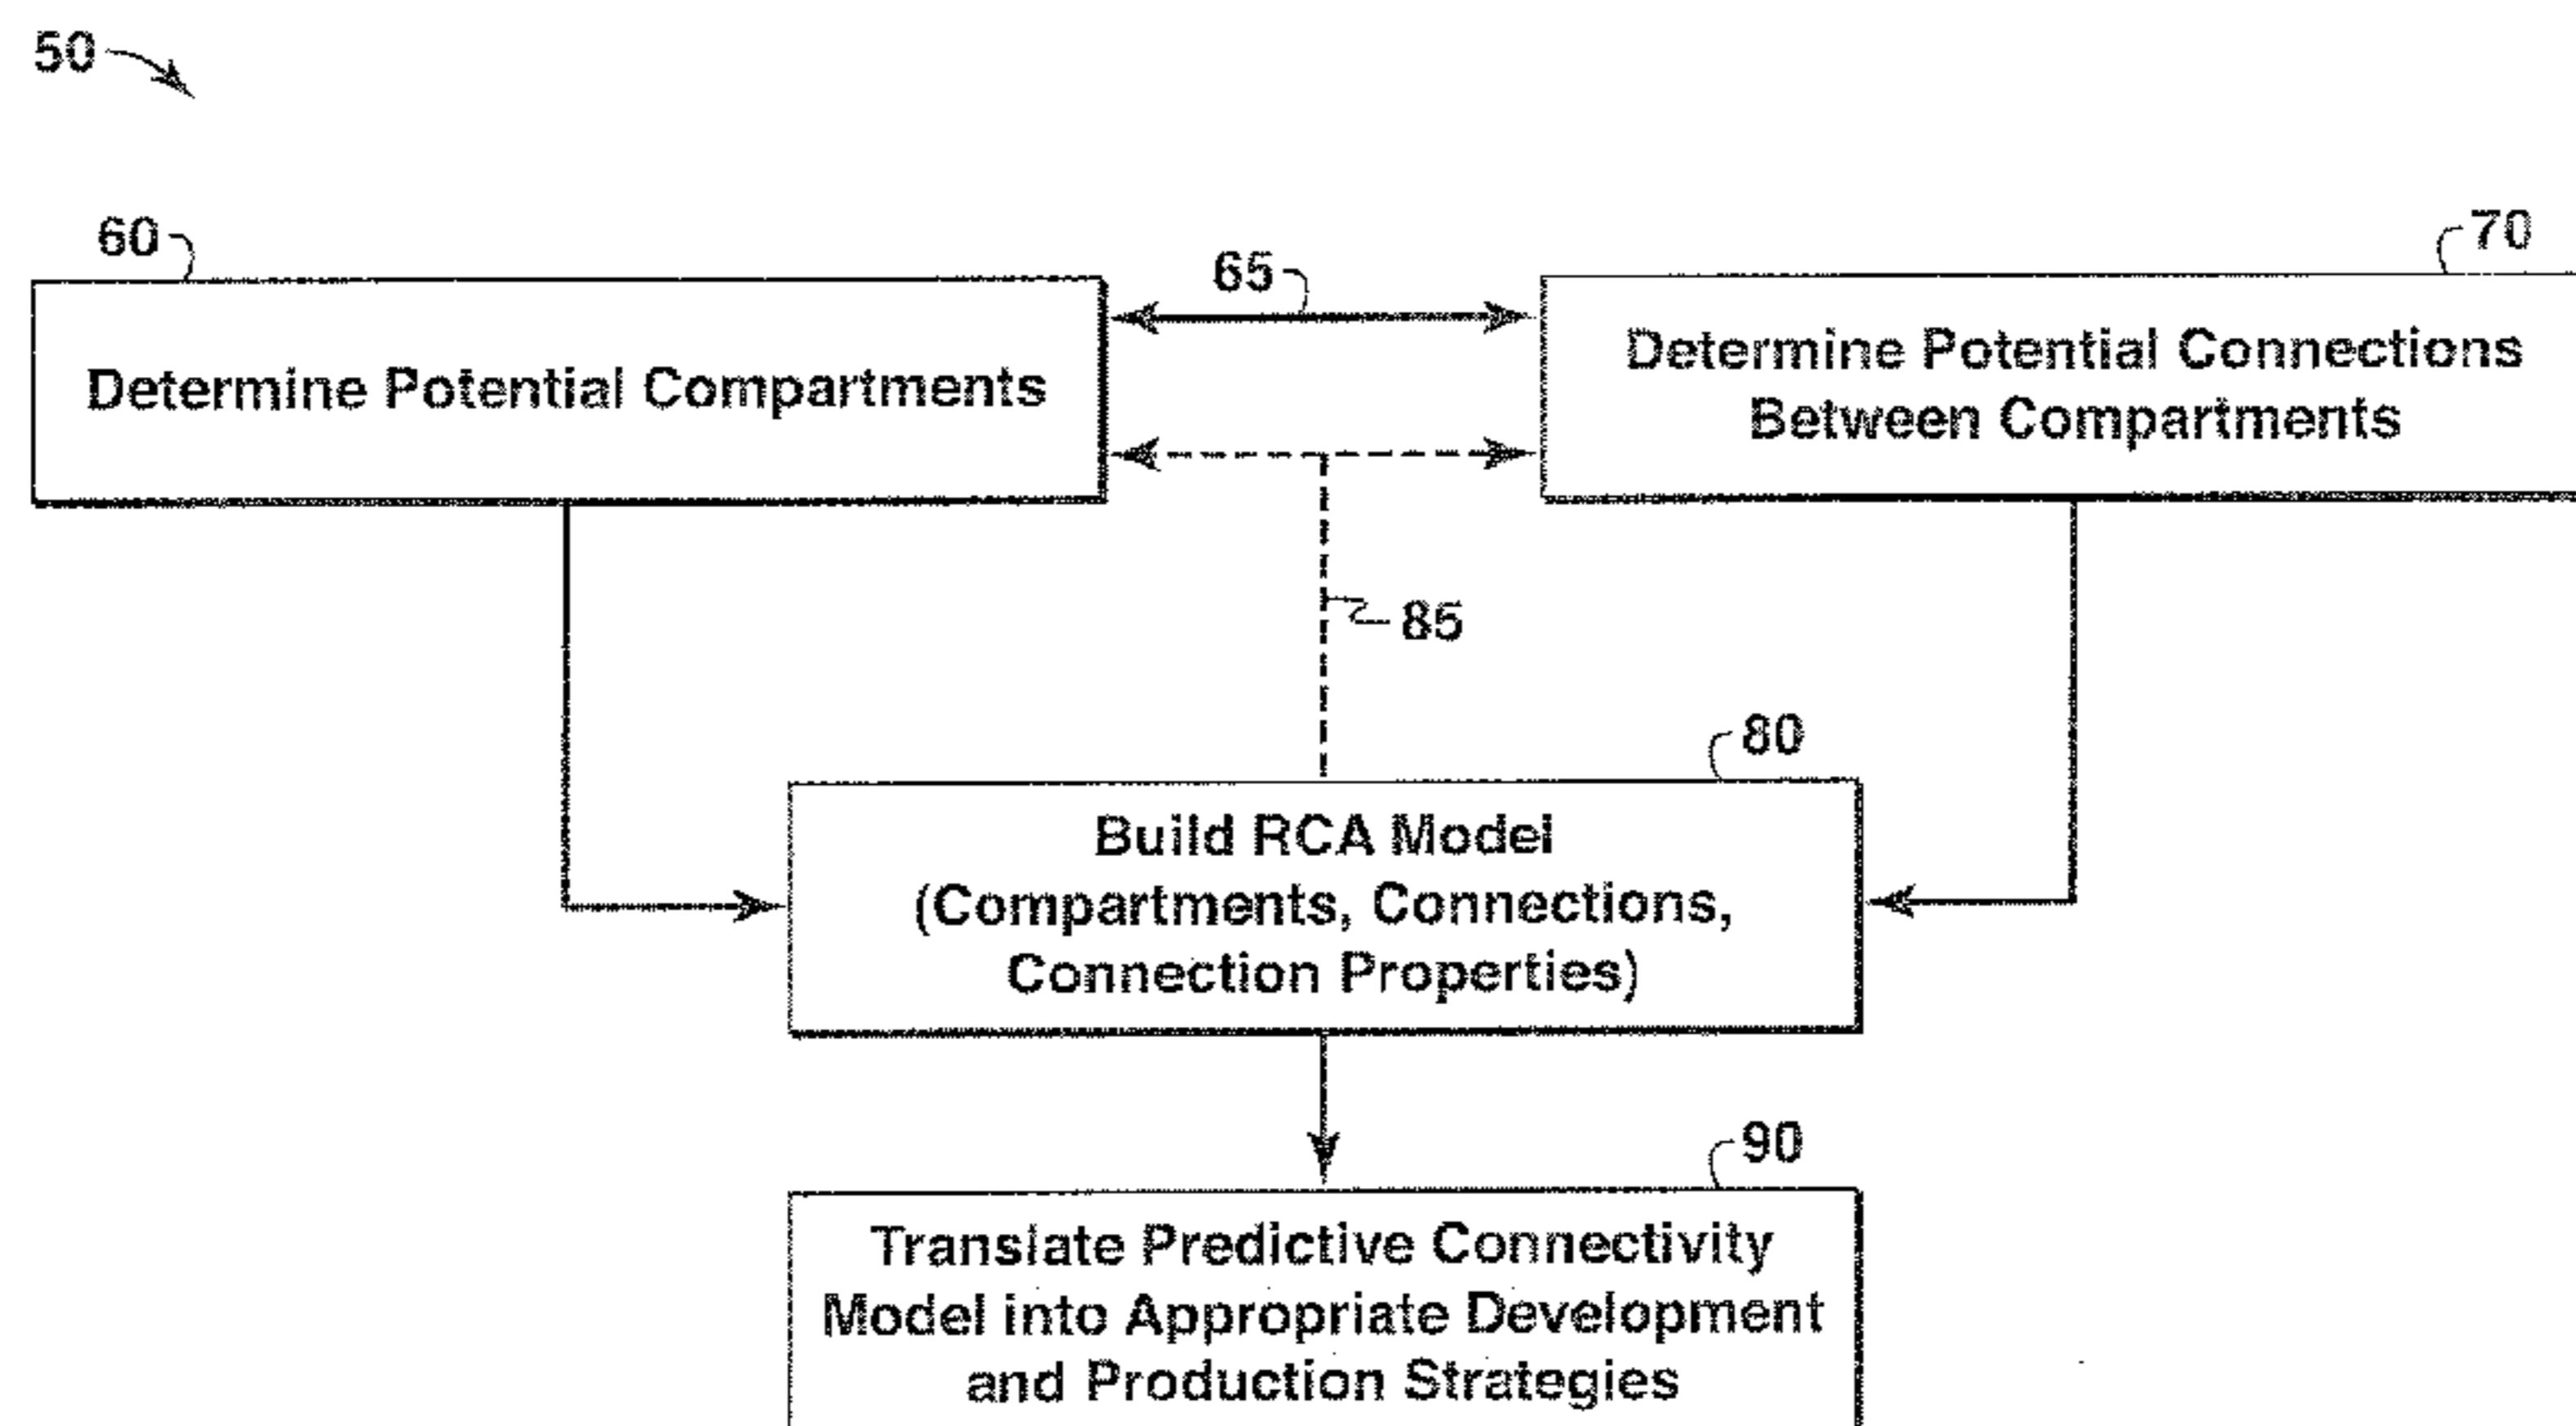 50
60
65
70
Determine Potential Compartments
Determine Potential Connections
Between Compartments
85
80
Build RCA Model
(Compartments, Connections,
Connection Properties)
90
Translate Predictive Connectivity
Model into Appropriate Development
and Production Strategies